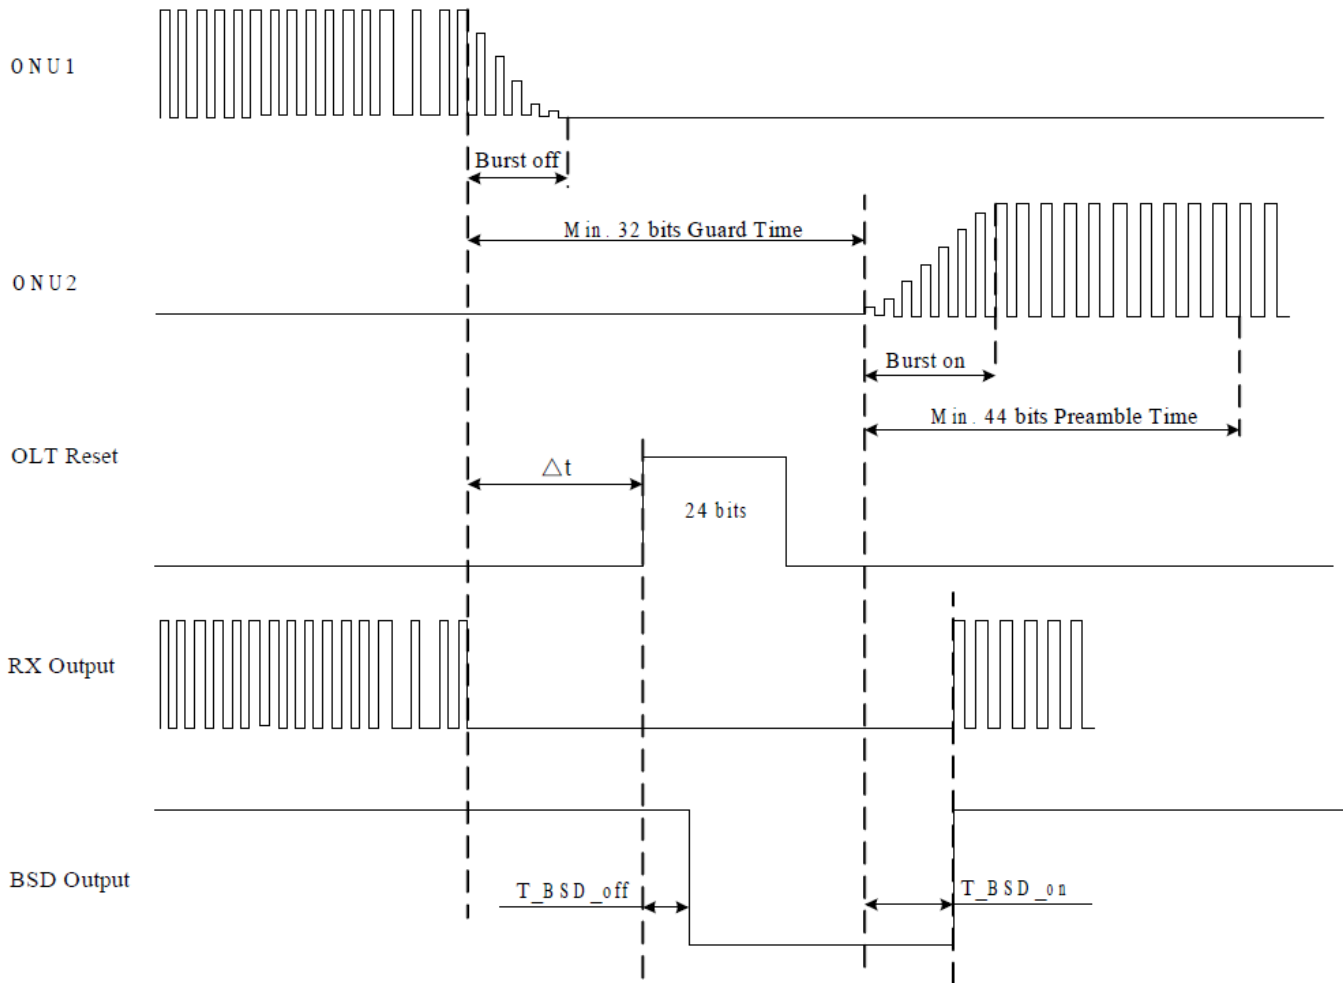 ONU1
Burst off
Min. 32 bits Guard Time
ONU2
Burst on
Min. 44 bits Preamble Time
OLT Reset
△t
24 bits
RX Output
BSD Output
T_BSD_off
T_BSD_on